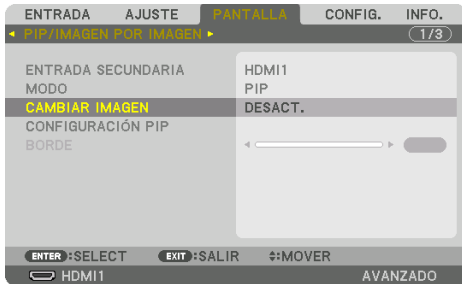 ENTRADA AJUSTE PANTALLA CONFIG. INFO.
PIP/IMAGEN POR IMAGEN 1/3
ENTRADA SECUNDARIA HDMI1
MODO PIP
CAMBIAR IMAGEN DESACT.
CONFIGURACIÓN PIP
BORDE
ENTER :SELECT EXIT :SALIR :MOVER
HDMI1 AVANZADO